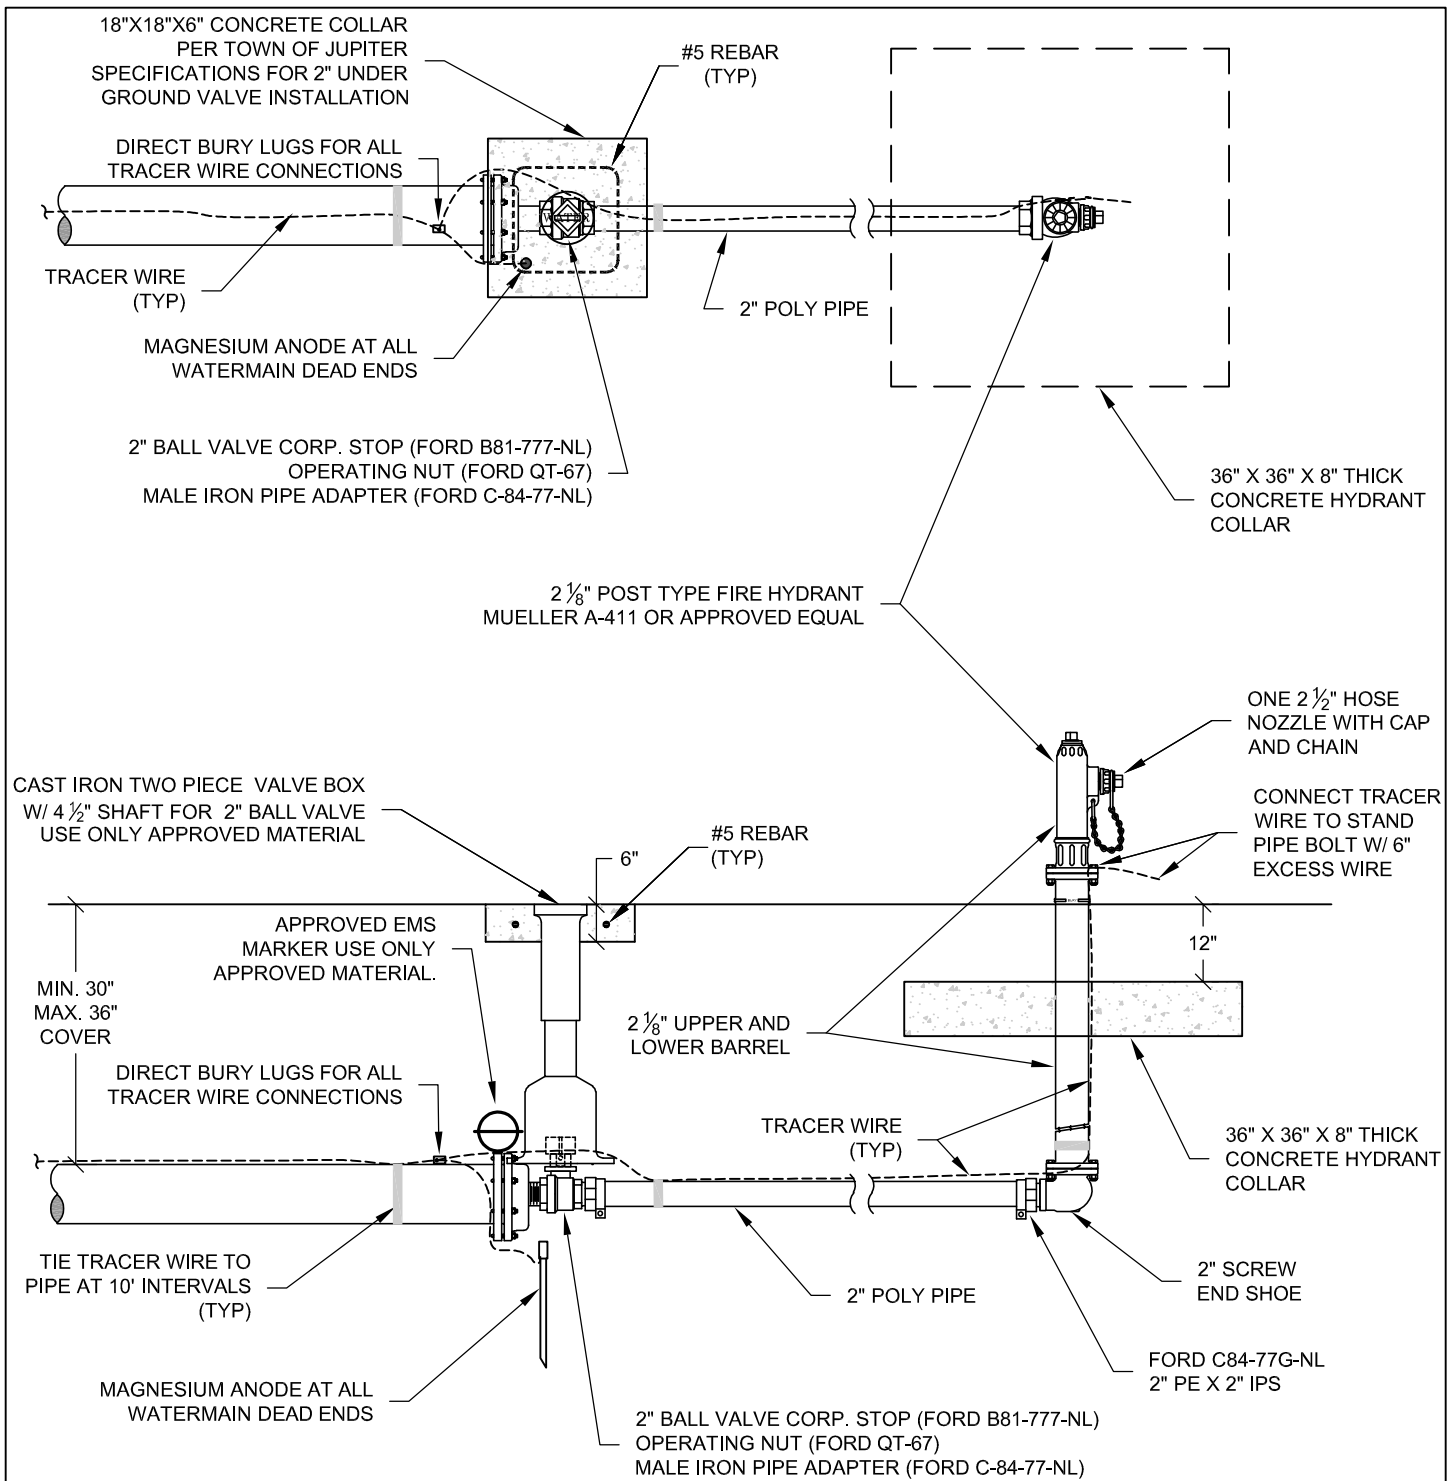 18"X18"X6" CONCRETE COLLAR
PER TOWN OF JUPITER
SPECIFICATIONS FOR 2" UNDER
GROUND VALVE INSTALLATION
#5 REBAR
(TYP)
DIRECT BURY LUGS FOR ALL
TRACER WIRE CONNECTIONS
WATER
TRACER WIRE
(TYP)
2" POLY PIPE
MAGNESIUM ANODE AT ALL
WATERMAIN DEAD ENDS
2" BALL VALVE CORP. STOP (FORD B81-777-NL)
OPERATING NUT (FORD QT-67)
MALE IRON PIPE ADAPTER (FORD C-84-77-NL)
36" X 36" X 8" THICK
CONCRETE HYDRANT
COLLAR
2 1/8" POST TYPE FIRE HYDRANT
MUELLER A-411 OR APPROVED EQUAL
ONE 2 1/2" HOSE
NOZZLE WITH CAP
AND CHAIN
CAST IRON TWO PIECE VALVE BOX
W/ 4 1/2" SHAFT FOR 2" BALL VALVE
USE ONLY APPROVED MATERIAL
CONNECT TRACER
WIRE TO STAND
PIPE BOLT W/ 6"
EXCESS WIRE
6"
#5 REBAR
(TYP)
APPROVED EMS
MARKER USE ONLY
APPROVED MATERIAL.
12"
MIN. 30"
MAX. 36"
COVER
2 1/8" UPPER AND
LOWER BARREL
DIRECT BURY LUGS FOR ALL
TRACER WIRE CONNECTIONS
TRACER WIRE
(TYP)
36" X 36" X 8" THICK
CONCRETE HYDRANT
COLLAR
TIE TRACER WIRE TO
PIPE AT 10' INTERVALS
(TYP)
2" POLY PIPE
2" SCREW
END SHOE
FORD C84-77G-NL
2" PE X 2" IPS
MAGNESIUM ANODE AT ALL
WATERMAIN DEAD ENDS
2" BALL VALVE CORP. STOP (FORD B81-777-NL)
OPERATING NUT (FORD QT-67)
MALE IRON PIPE ADAPTER (FORD C-84-77-NL)